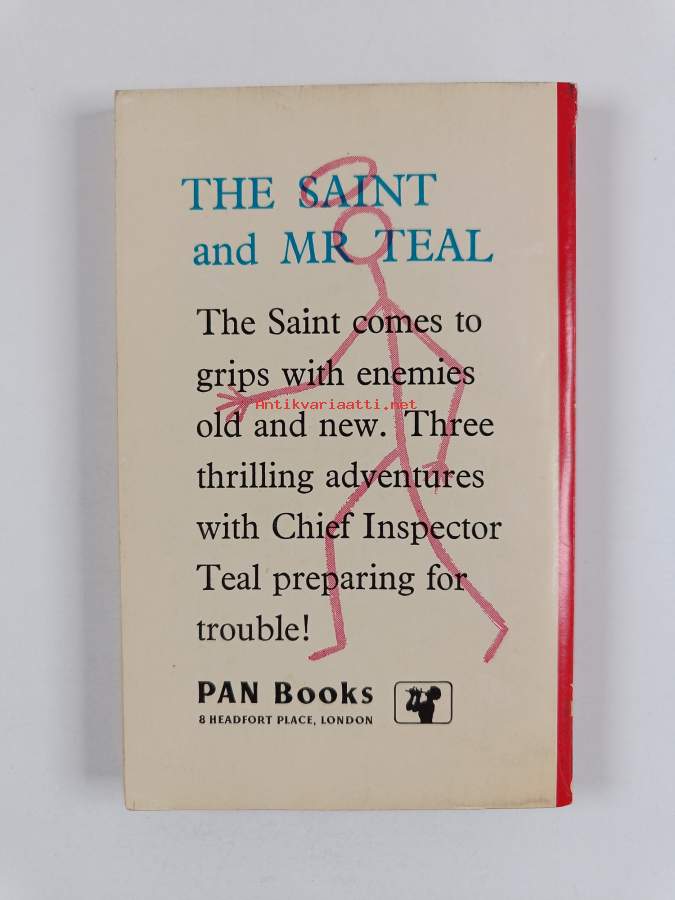 THE SAINT
and MR TEAL
The Saint comes to
grips with enemies
Antikvariaatti.net
old and new. Three
thrilling adventures
with Chief Inspector
Teal preparing for
trouble!
PAN Books
8 HEADFORT PLACE, LONDON